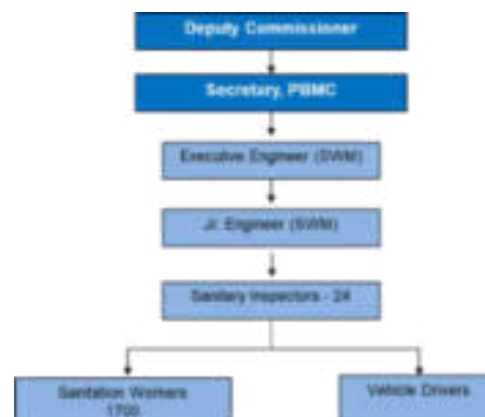 Deputy Commissioner
Secretary, PBMC
Executive Engineer (SWM)
Jr. Engineer (SWM)
Sanitary Inspectors - 24
Sanitation Workers
1700
Vehicle Drivers